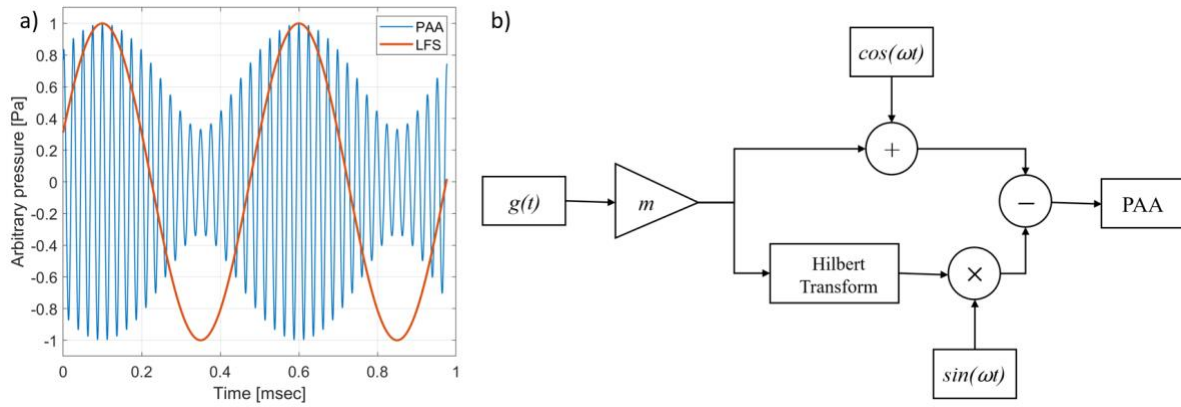 a)
PAA
LFS
1
0.8
0.6
0.4
0.2
0
-0.2
-0.4
-0.6
-0.8
-1
Arbitrary pressure [Pa]
0 0.2 0.4 0.6 0.8 1
Time [msec]
b)
cos(ωt)
+
g(t)
m
−
PAA
Hilbert
Transform
×
sin(ωt)